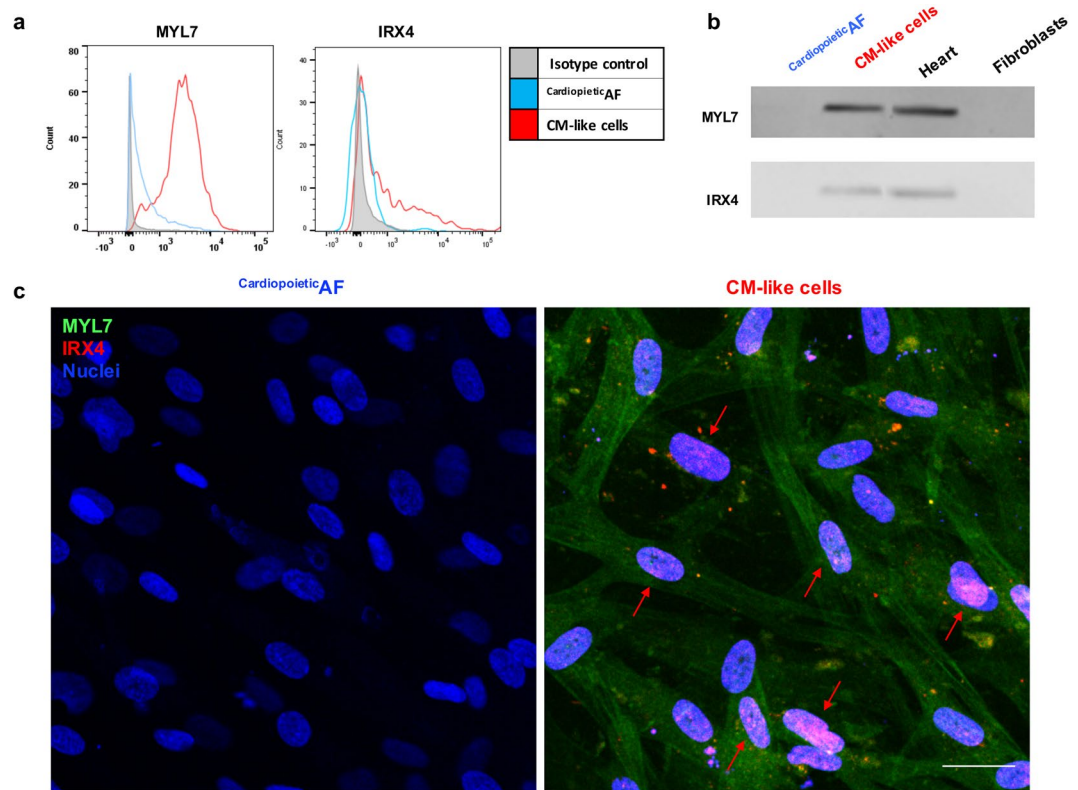 a
MYL7
IRX4
80
60
40
20
0
Count
-10³ 0 10³ 10⁴ 10⁵
40
30
20
10
0
Count
-10³ 0 10³ 10⁴ 10⁵
Isotype control
CardiopieticAF
CM-like cells
b
CardiopoieticAF
CM-like cells
Heart
Fibroblasts
MYL7
IRX4
c
CardiopoieticAF
CM-like cells
MYL7
IRX4
Nuclei